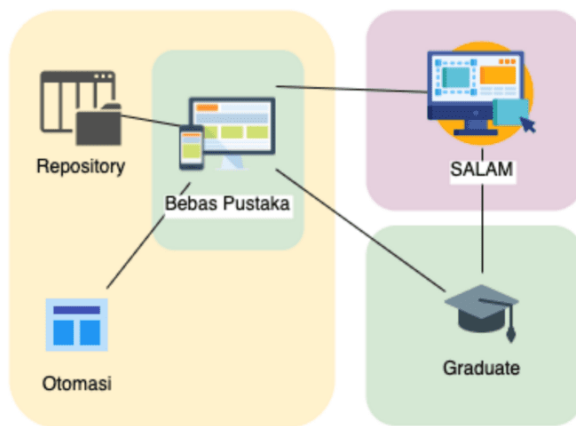 Repository
Bebas Pustaka
SALAM
Otomasi
Graduate